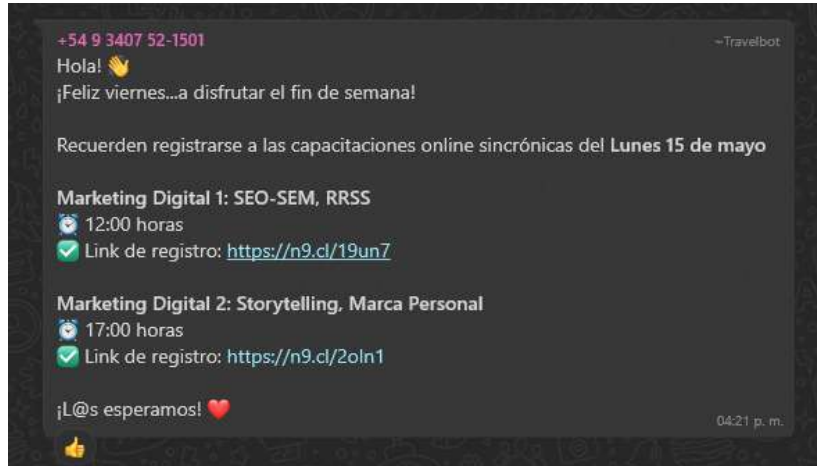 +54 9 3407 52-1501 ~Travelbot
Hola! 👋
¡Feliz viernes...a disfrutar el fin de semana!
Recuerden registrarse a las capacitaciones online sincrónicas del Lunes 15 de mayo
Marketing Digital 1: SEO-SEM, RRSS
⏰ 12:00 horas
✅ Link de registro: https://n9.cl/19un7
Marketing Digital 2: Storytelling, Marca Personal
⏰ 17:00 horas
✅ Link de registro: https://n9.cl/2oln1
¡L@s esperamos! ❤️
04:21 p. m.
👍